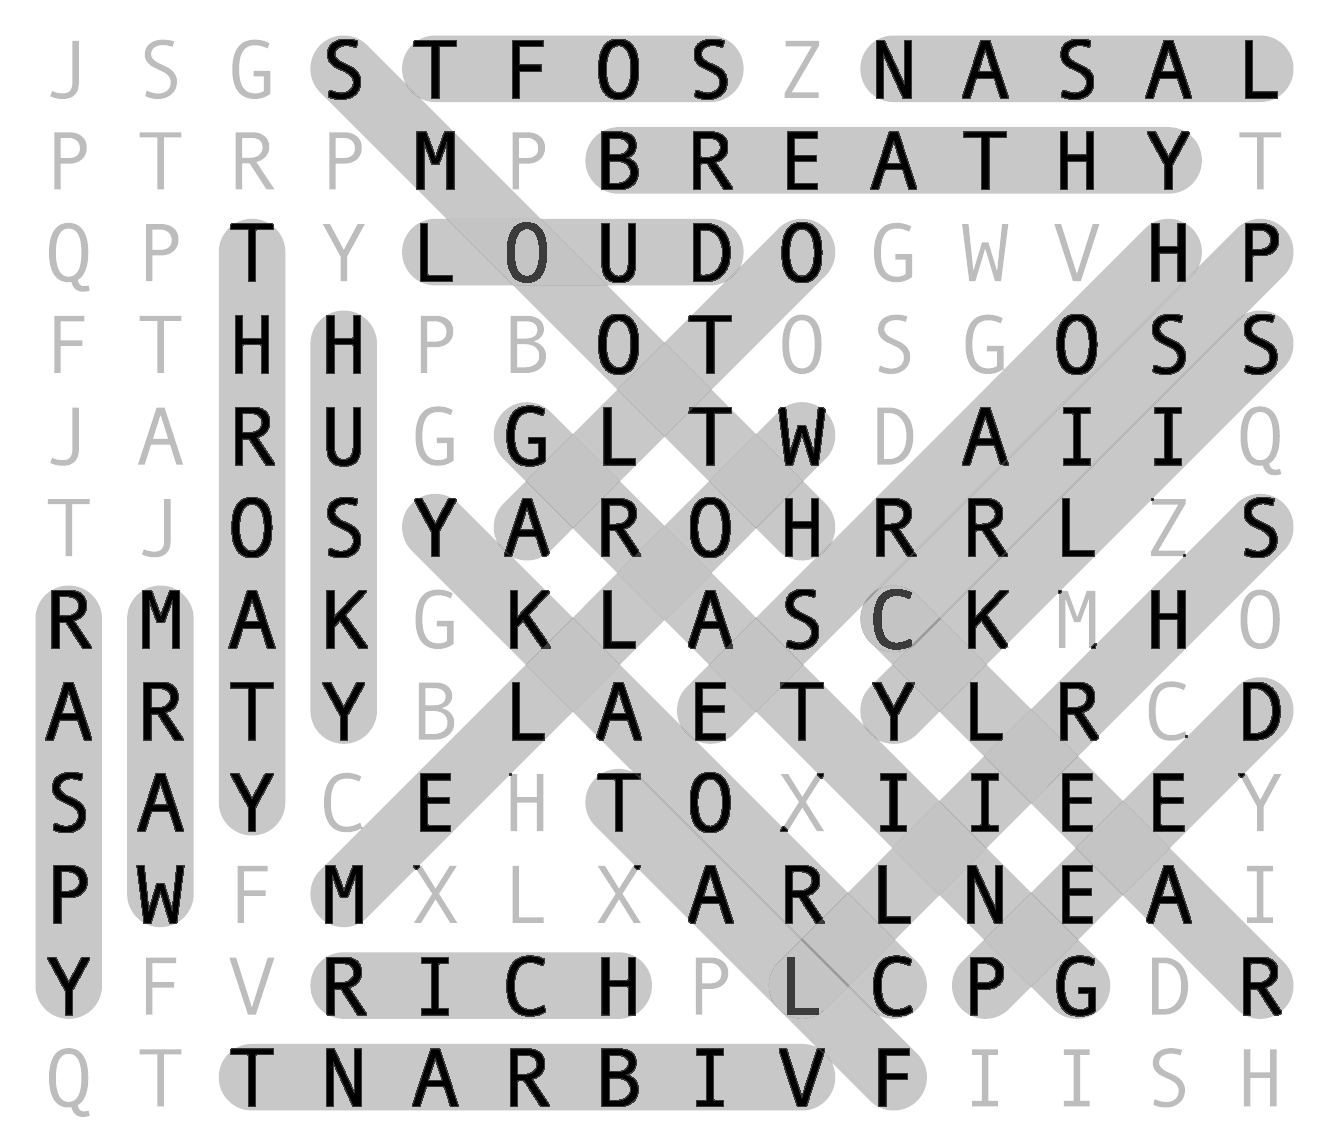 J S G S T F O S Z N A S A L
P T R P M P B R E A T H Y T
Q P T Y L O U D O G W V H P
F T H H P B O T O S G O S S
J A R U G G L T W D A I I Q
T J O S Y A R O H R R L Z S
R M A K G K L A S C K M H O
A R T Y B L A E T Y L R C D
S A Y C E H T O X I I E E Y
P W F M X L X A R L N E A I
Y F V R I C H P L C P G D R
Q T T N A R B I V F I I S H